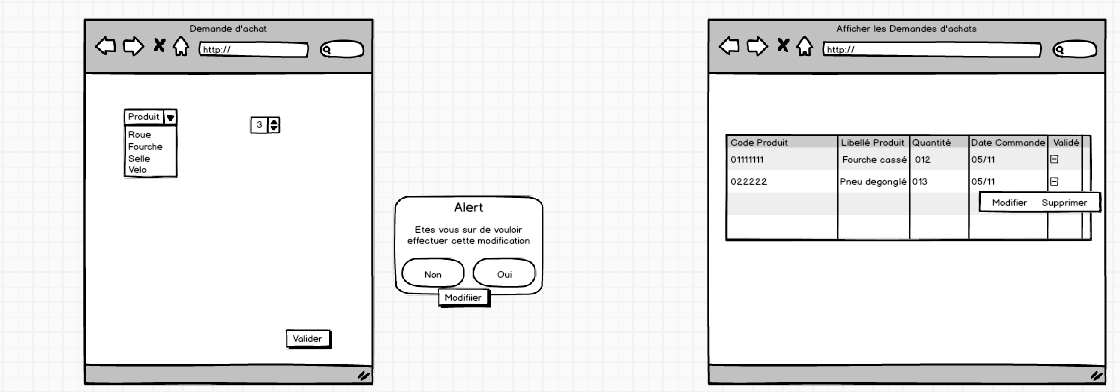 Demande d'achat
http://
Produit
3
Roue
Fourche
Selle
Velo
Valider
Alert
Etes vous sur de vouloir
effectuer cette modification
Non Oui
Modifiier
Afficher les Demandes d'achats
http://
Code Produit Libellé Produit Quantité Date Commande Validé
01111111 Fourche cassé 012 05/11
022222 Pneu degonglé 013 05/11
Modifier Supprimer